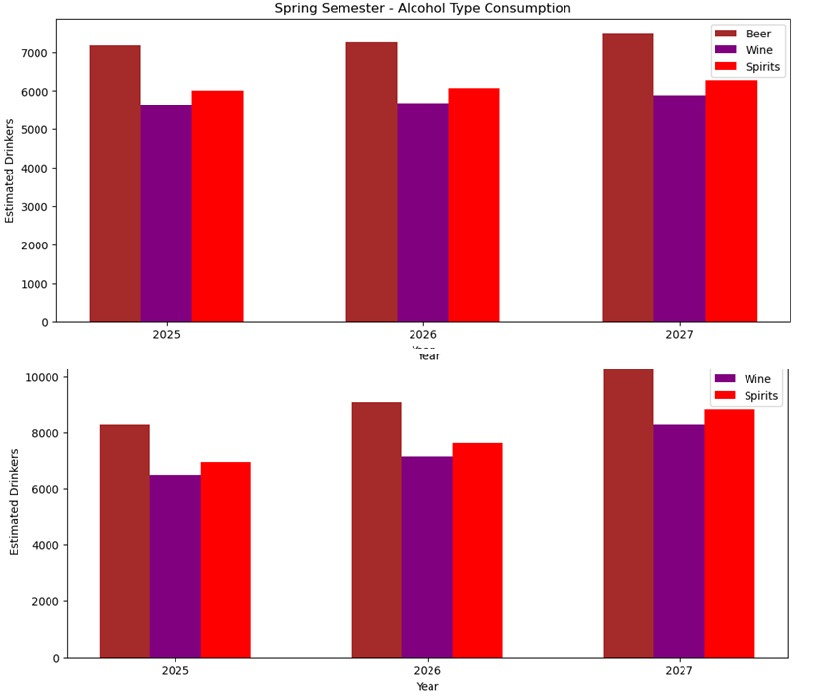 Spring Semester - Alcohol Type Consumption
Beer
Wine
Spirits
Estimated Drinkers
7000
6000
5000
4000
3000
2000
1000
0
2025
2026
2027
Year
Wine
Spirits
Estimated Drinkers
10000
8000
6000
4000
2000
0
2025
2026
2027
Year